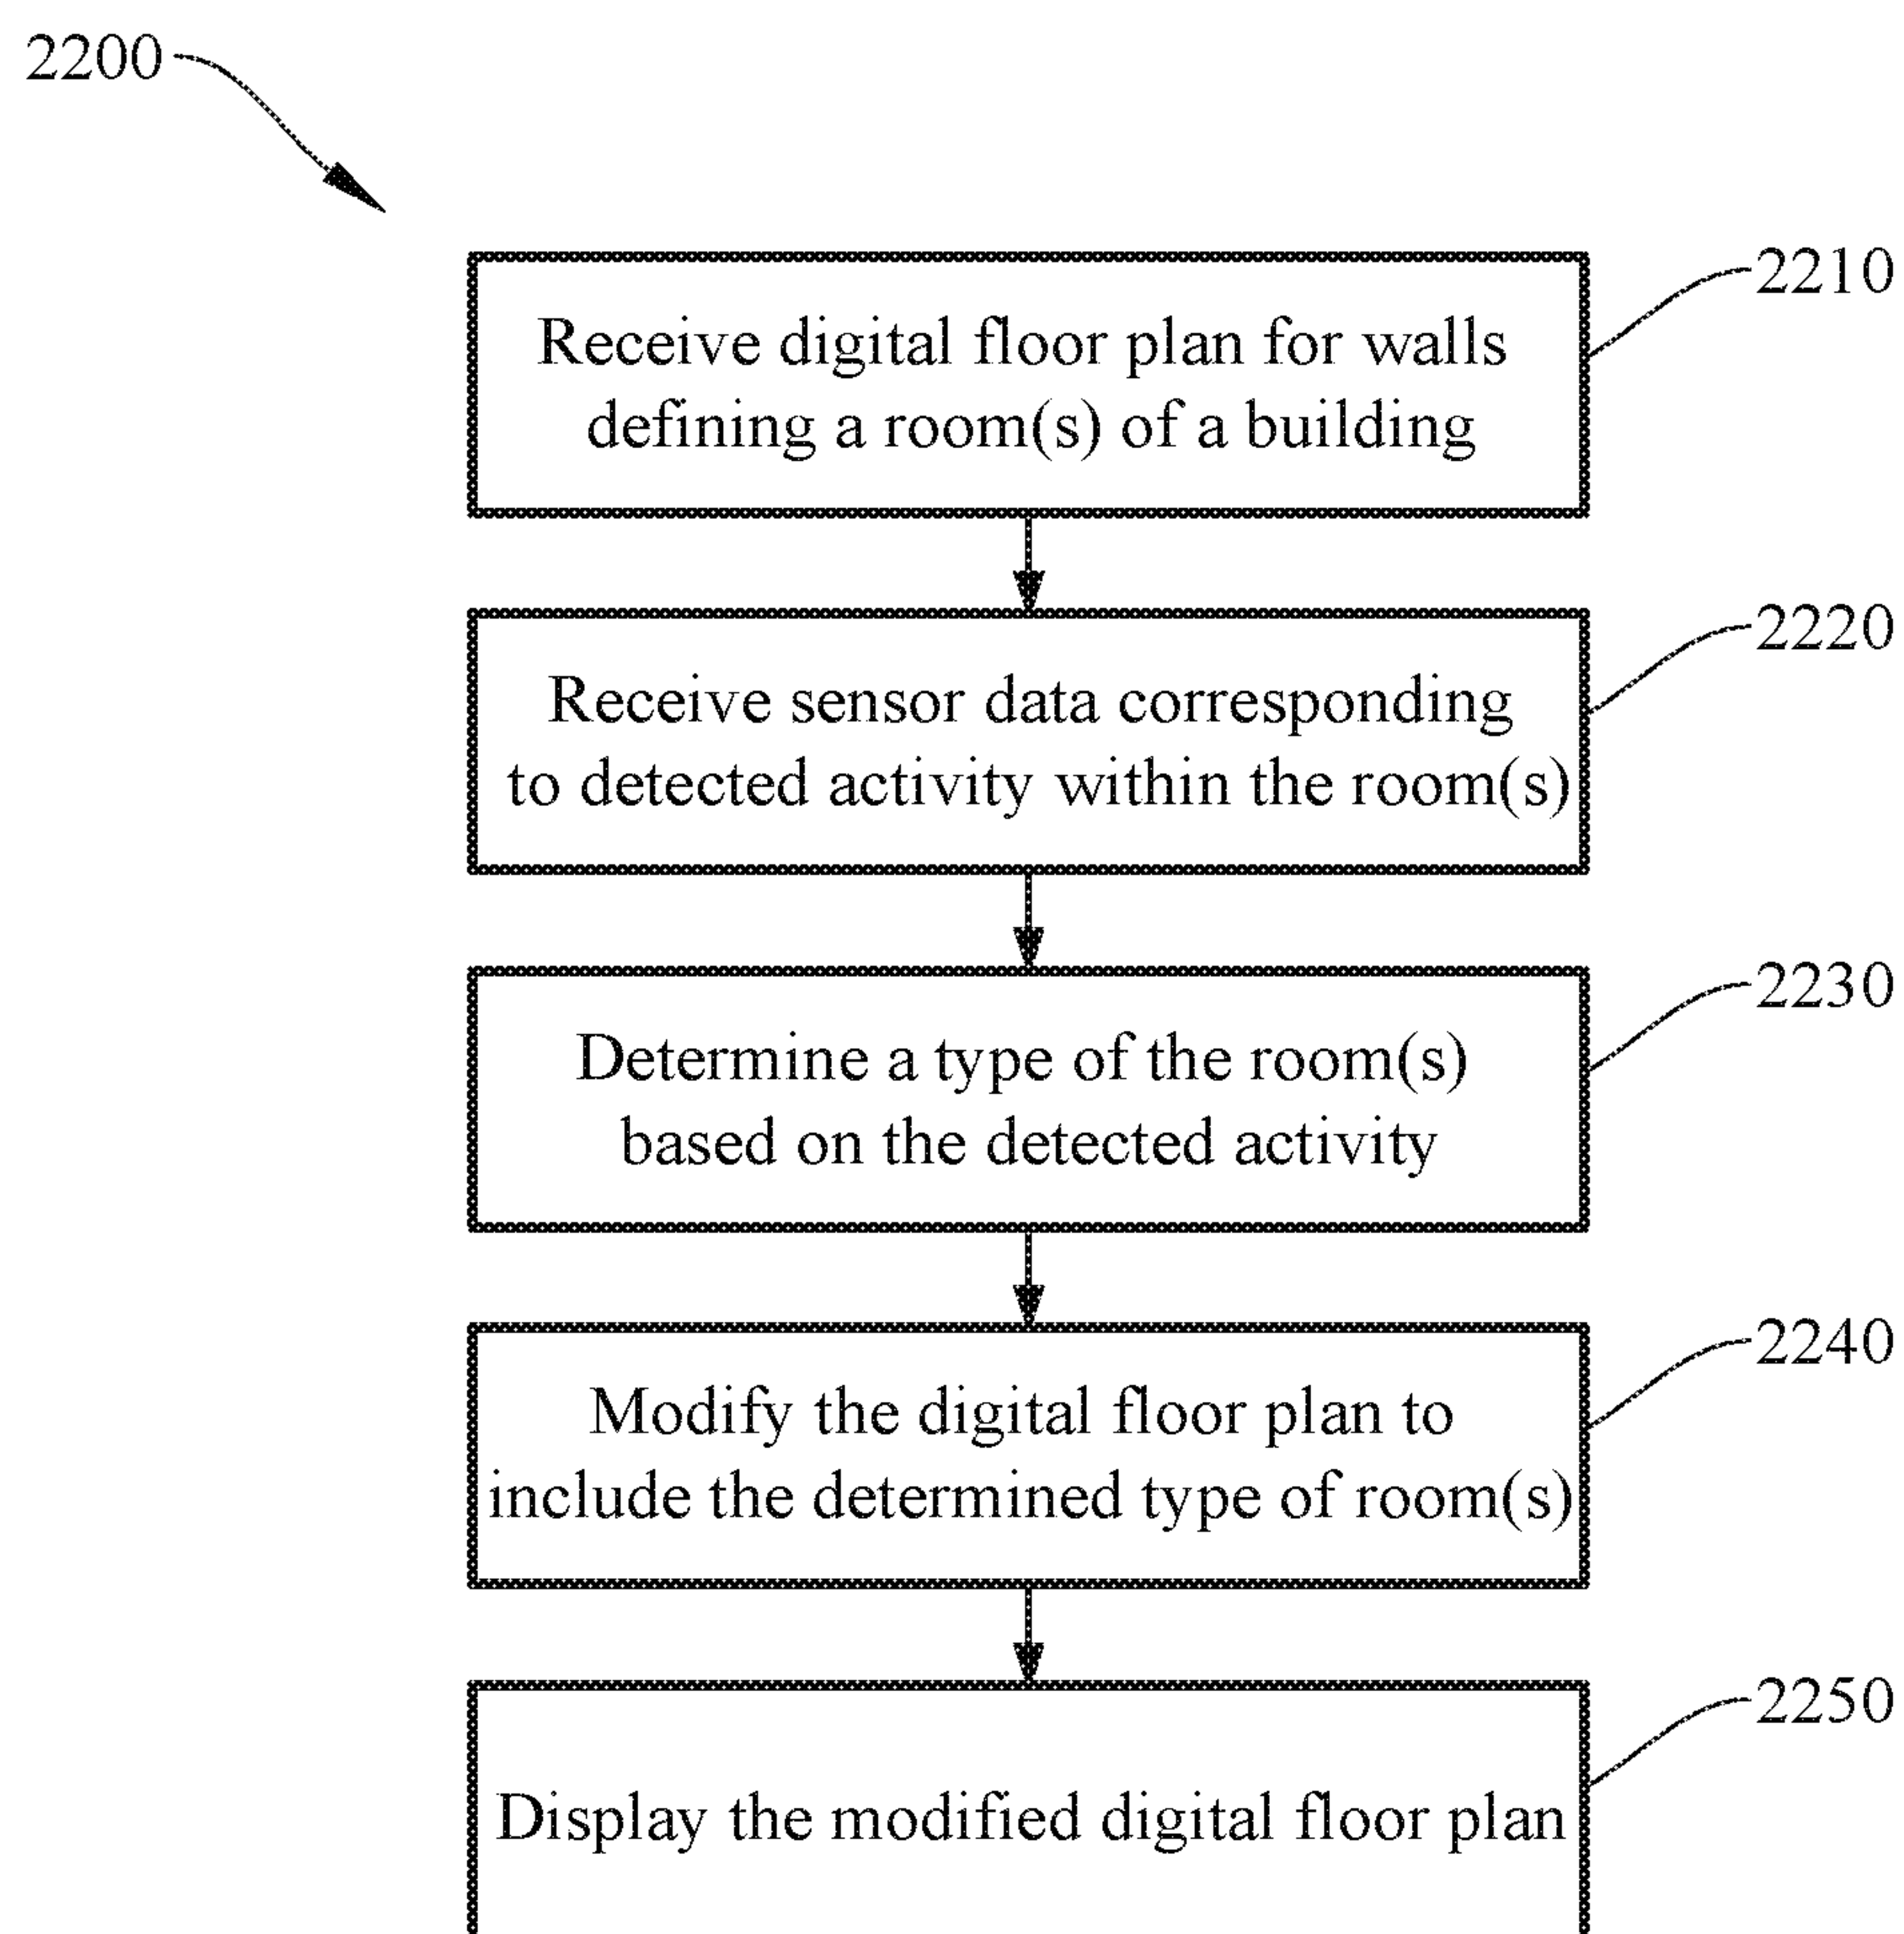 2200
2210
Receive digital floor plan for walls
defining a room(s) of a building
2220
Receive sensor data corresponding
to detected activity within the room(s)
2230
Determine a type of the room(s)
based on the detected activity
2240
Modify the digital floor plan to
include the determined type of room(s)
2250
Display the modified digital floor plan